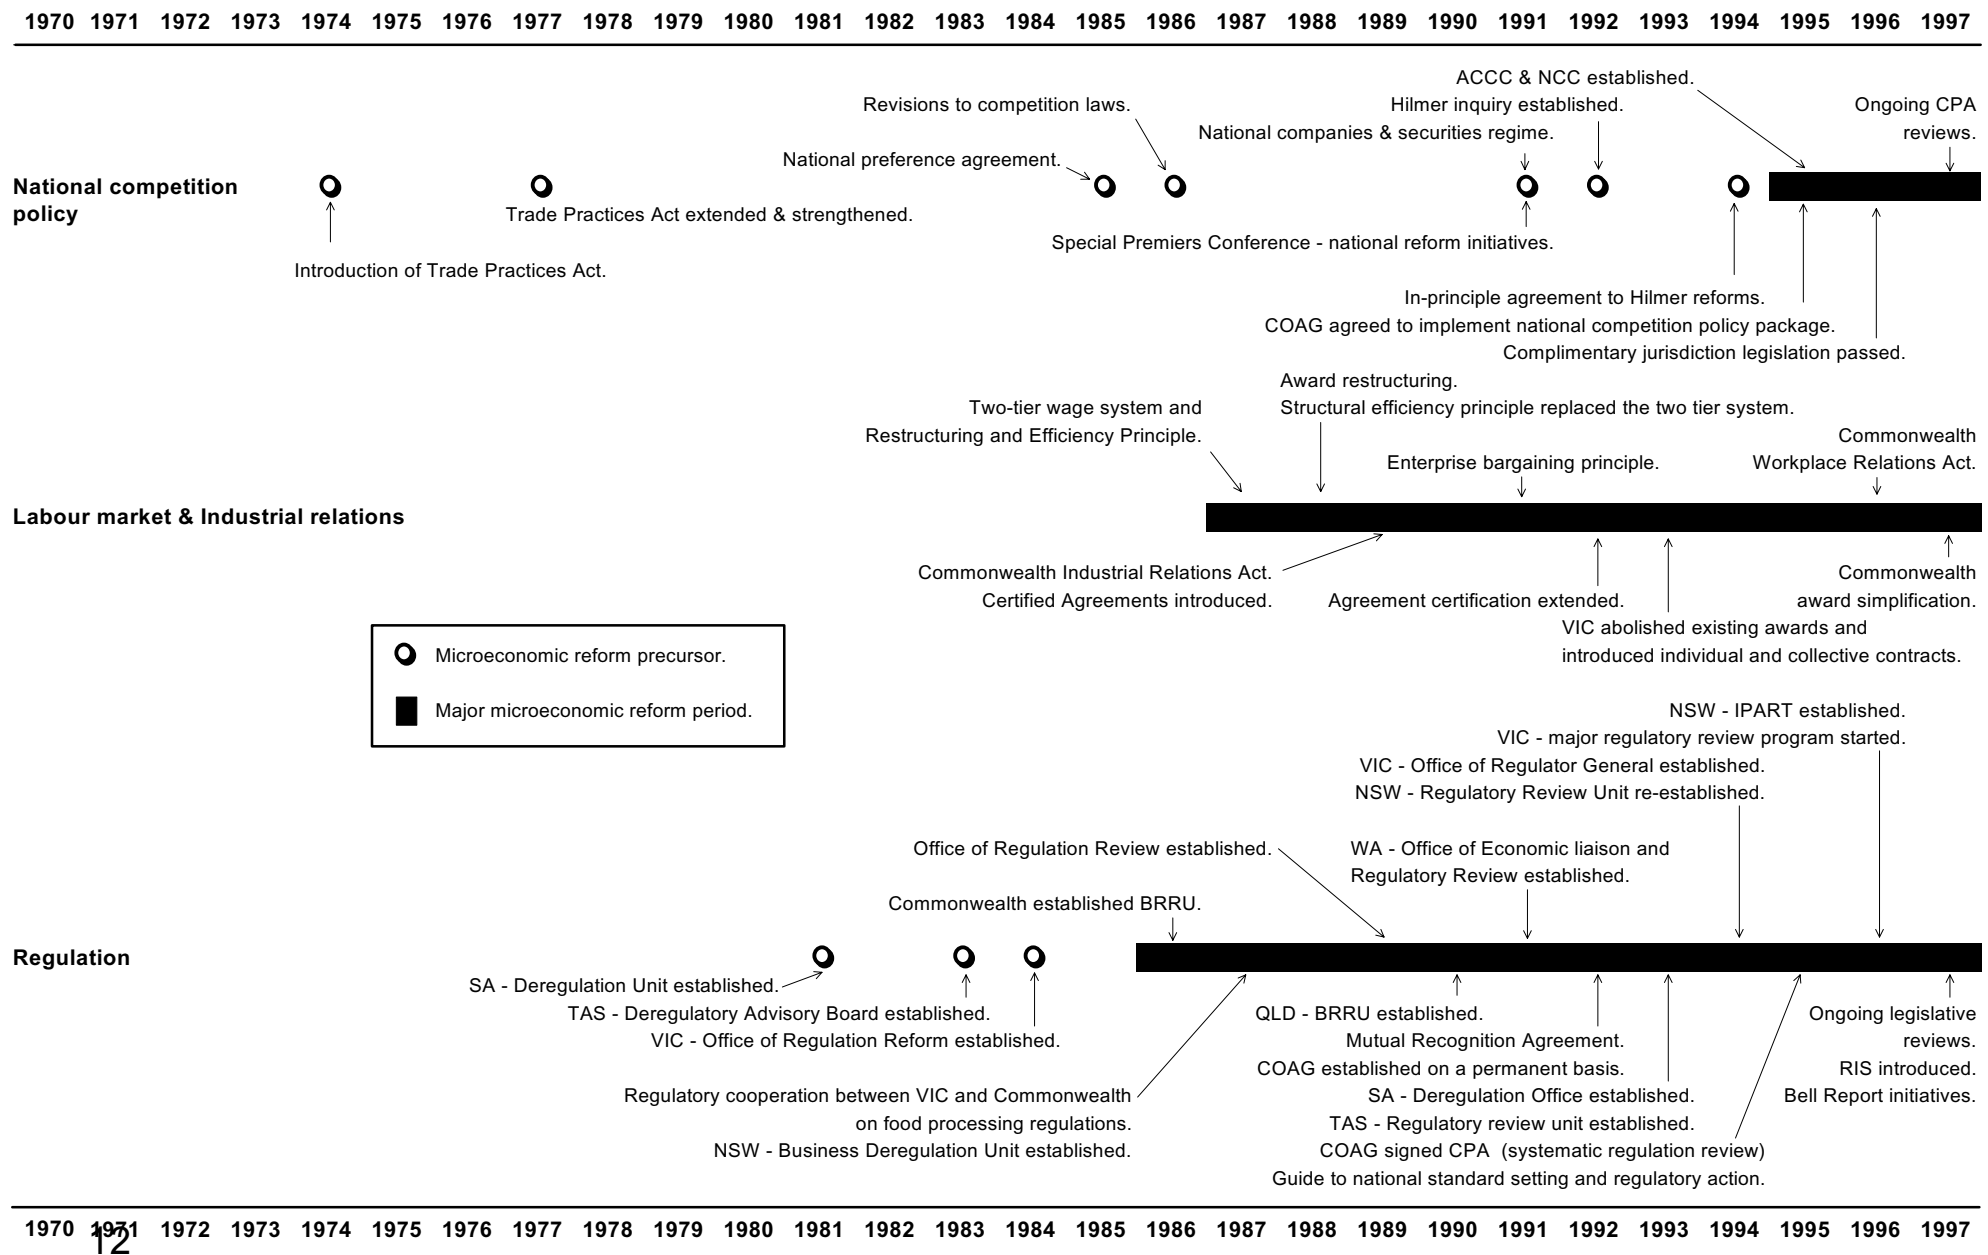 1970 1971 1972 1973 1974 1975 1976 1977 1978 1979 1980 1981 1982 1983 1984 1985 1986 1987 1988 1989 1990 1991 1992 1993 1994 1995 1996 1997
ACCC & NCC established.
Revisions to competition laws.
Hilmer inquiry established.
Ongoing CPA
reviews.
National companies & securities regime.
National preference agreement.
National competition
policy
Trade Practices Act extended & strengthened.
Special Premiers Conference - national reform initiatives.
Introduction of Trade Practices Act.
In-principle agreement to Hilmer reforms.
COAG agreed to implement national competition policy package.
Complimentary jurisdiction legislation passed.
Award restructuring.
Structural efficiency principle replaced the two tier system.
Two-tier wage system and
Restructuring and Efficiency Principle.
Commonwealth
Workplace Relations Act.
Enterprise bargaining principle.
Labour market & Industrial relations
Commonwealth Industrial Relations Act.
Certified Agreements introduced.
Agreement certification extended.
Commonwealth
award simplification.
VIC abolished existing awards and
introduced individual and collective contracts.
Microeconomic reform precursor.
Major microeconomic reform period.
NSW - IPART established.
VIC - major regulatory review program started.
VIC - Office of Regulator General established.
NSW - Regulatory Review Unit re-established.
Office of Regulation Review established.
WA - Office of Economic liaison and
Regulatory Review established.
Commonwealth established BRRU.
Regulation
SA - Deregulation Unit established.
TAS - Deregulatory Advisory Board established.
VIC - Office of Regulation Reform established.
Regulatory cooperation between VIC and Commonwealth
on food processing regulations.
NSW - Business Deregulation Unit established.
QLD - BRRU established.
Mutual Recognition Agreement.
COAG established on a permanent basis.
SA - Deregulation Office established.
TAS - Regulatory review unit established.
COAG signed CPA (systematic regulation review)
Guide to national standard setting and regulatory action.
Ongoing legislative
reviews.
RIS introduced.
Bell Report initiatives.
1970 1971 1972 1973 1974 1975 1976 1977 1978 1979 1980 1981 1982 1983 1984 1985 1986 1987 1988 1989 1990 1991 1992 1993 1994 1995 1996 1997
12